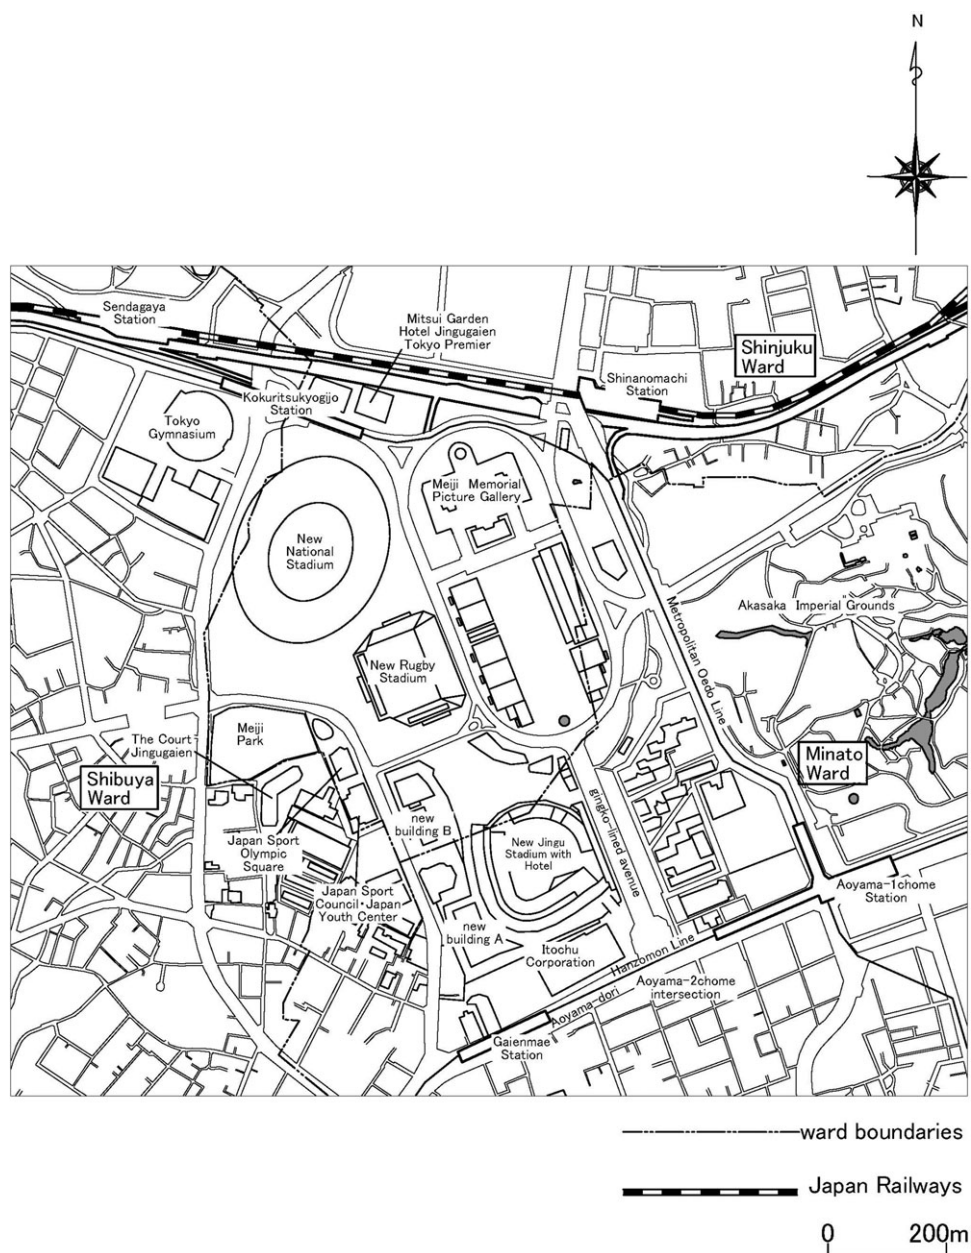 N
Sendagaya
Station
Mitsui Garden
Hotel Jingugaien
Tokyo Premier
Shinjuku
Ward
Shinanomachi
Station
Kokuritsukyogijo
Station
Tokyo
Gymnasium
Meiji Memorial
Picture Gallery
New
National
Stadium
Akasaka Imperial Grounds
Metropolitan Oedo Line
New Rugby
Stadium
Meiji
Park
The Court
Jingugaien
Shibuya
Ward
Minato
Ward
gingko-lined avenue
new
building B
New Jingu
Stadium with
Hotel
Japan Sport
Olympic
Square
Japan Sport
Council・Japan
Youth Center
Aoyama-1chome
Station
new
building A
Itochu
Corporation
Hanzomon Line
Aoyama-dori
Aoyama-2chome
intersection
Gaienmae
Station
ward boundaries
Japan Railways
0 200m